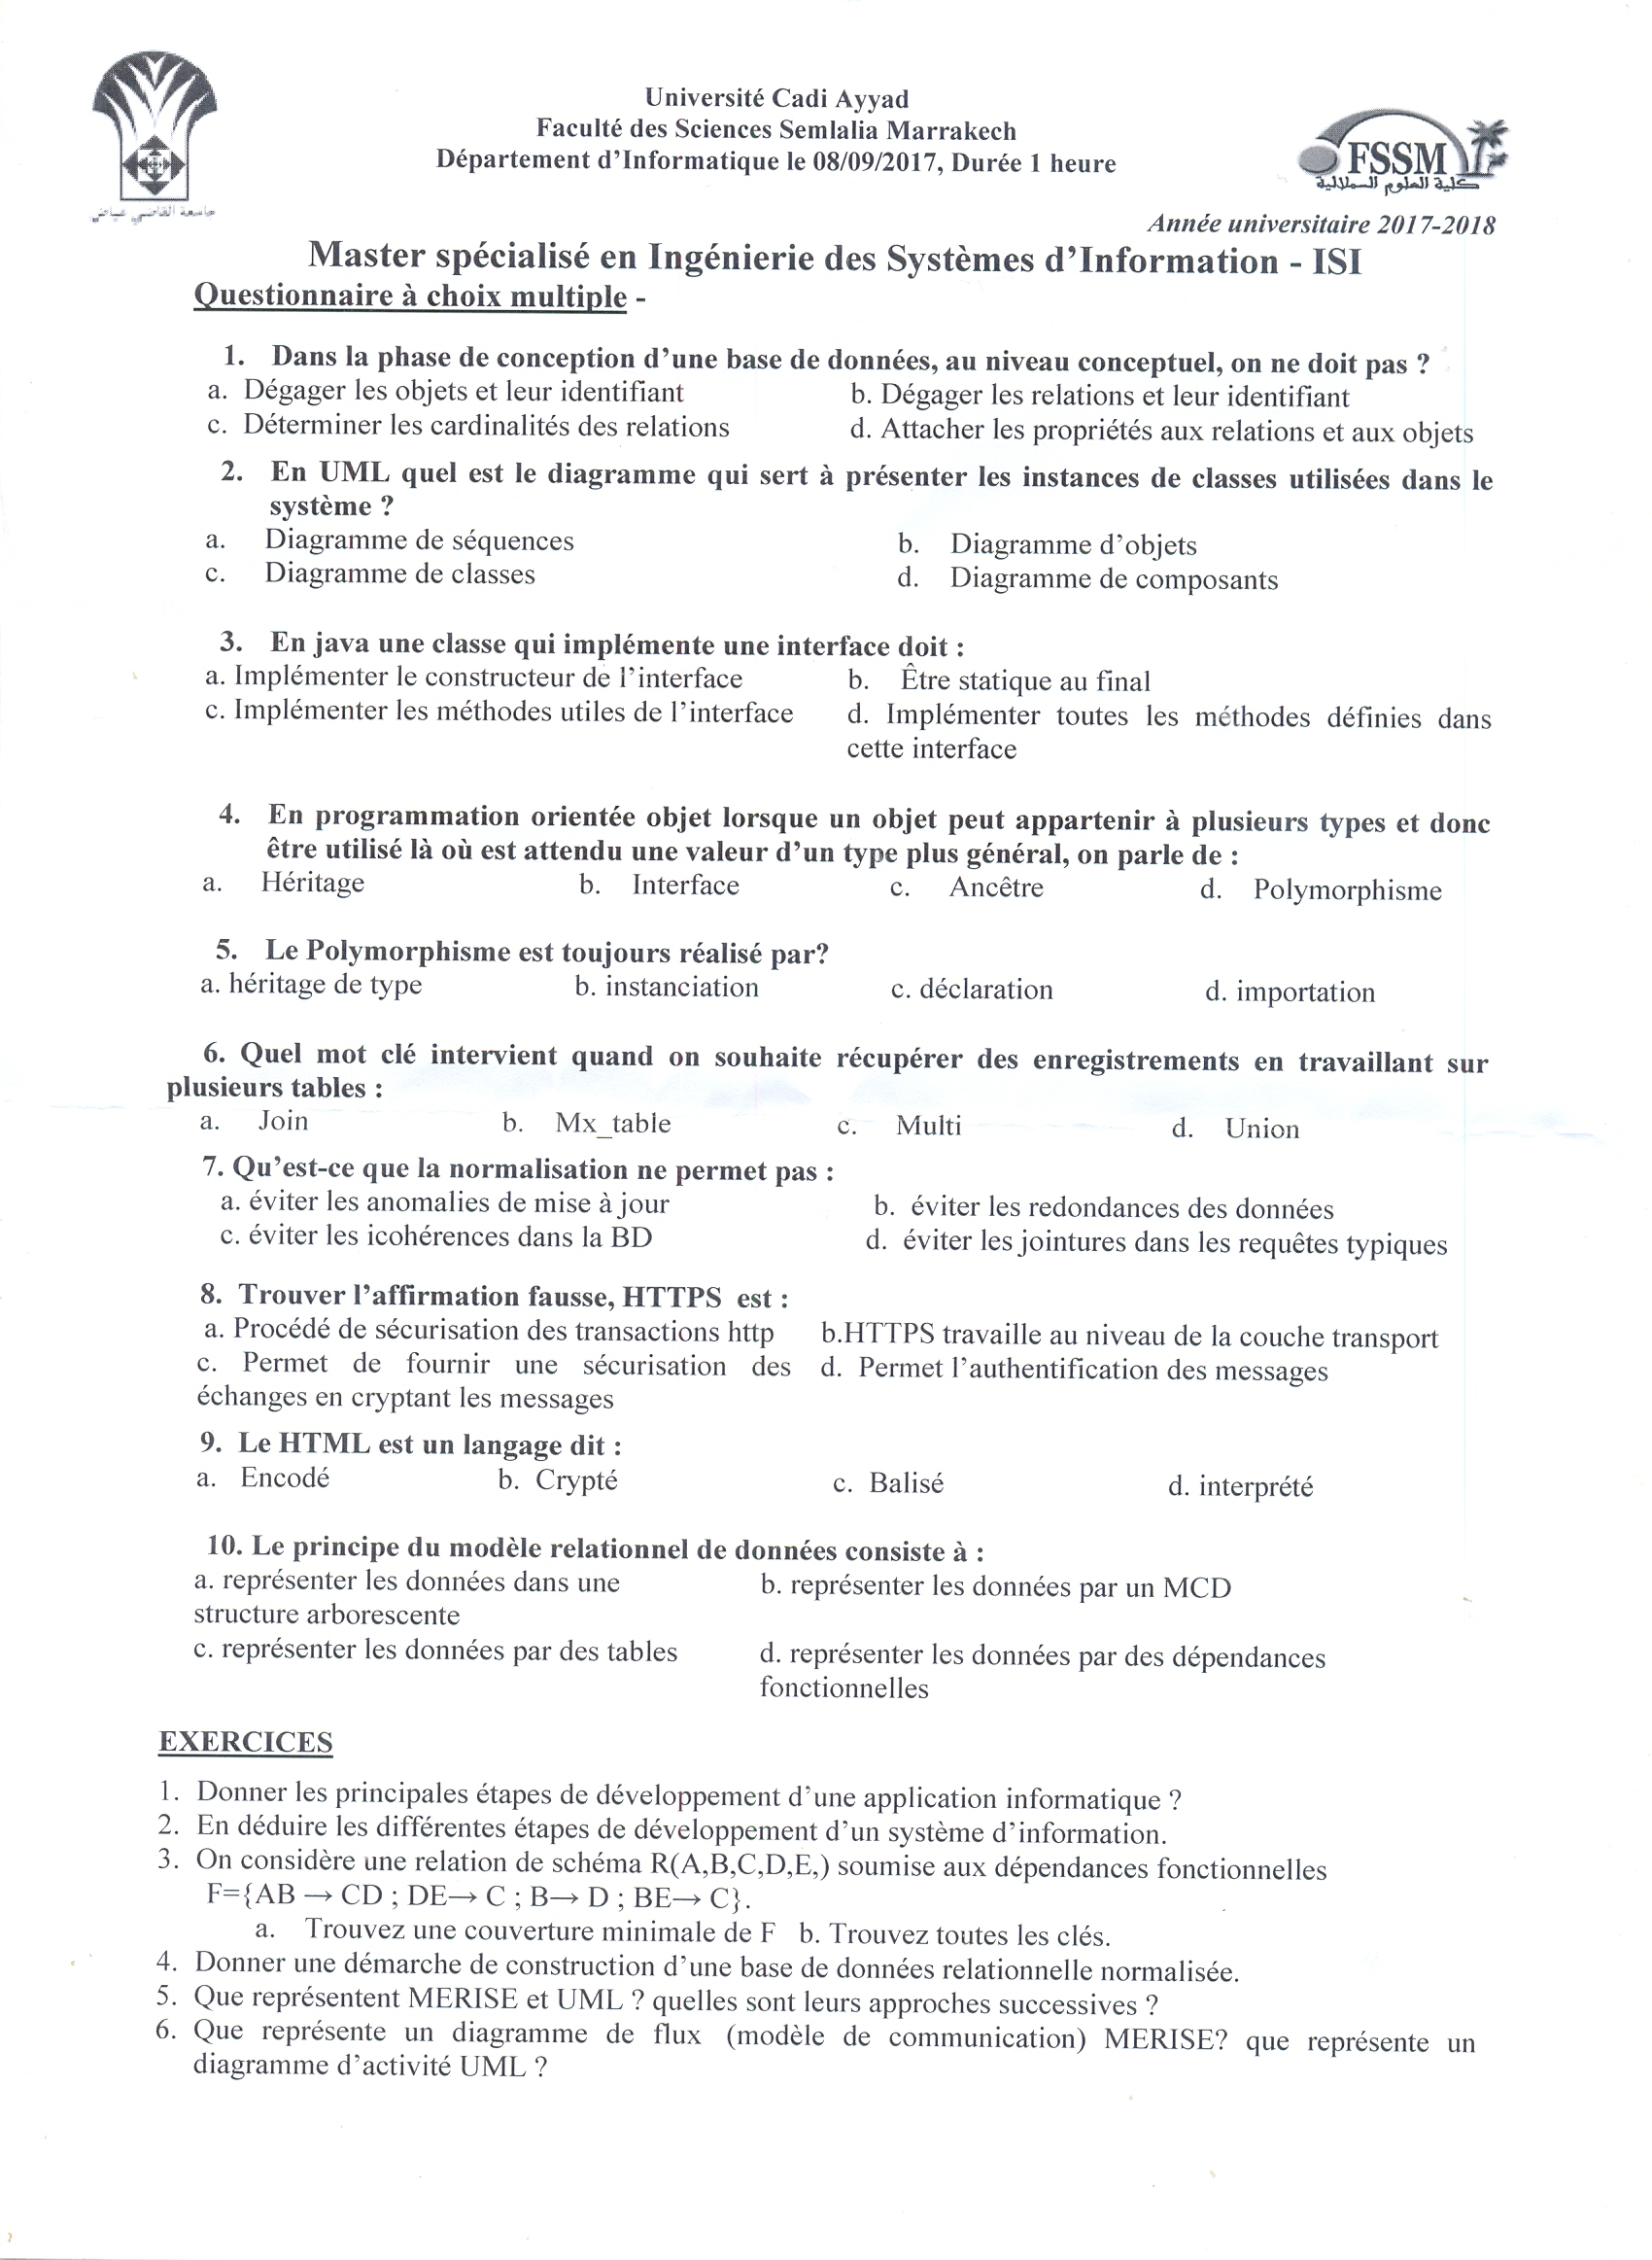 Université Cadi Ayyad
Faculté des Sciences Semlalia Marrakech
Département d'Informatique le 08/09/2017, Durée 1 heure
جامعة القاضي عياض
FSSM
كلية العلوم السملالية
Année universitaire 2017-2018
Master spécialisé en Ingénierie des Systèmes d'Information - ISI
Questionnaire à choix multiple -
1. Dans la phase de conception d'une base de données, au niveau conceptuel, on ne doit pas ?
a. Dégager les objets et leur identifiant b. Dégager les relations et leur identifiant
c. Déterminer les cardinalités des relations d. Attacher les propriétés aux relations et aux objets
2. En UML quel est le diagramme qui sert à présenter les instances de classes utilisées dans le
système ?
a. Diagramme de séquences b. Diagramme d'objets
c. Diagramme de classes d. Diagramme de composants
3. En java une classe qui implémente une interface doit :
a. Implémenter le constructeur de l'interface b. Être statique au final
c. Implémenter les méthodes utiles de l'interface d. Implémenter toutes les méthodes définies dans
cette interface
4. En programmation orientée objet lorsque un objet peut appartenir à plusieurs types et donc
être utilisé là où est attendu une valeur d'un type plus général, on parle de :
a. Héritage b. Interface c. Ancêtre d. Polymorphisme
5. Le Polymorphisme est toujours réalisé par?
a. héritage de type b. instanciation c. déclaration d. importation
6. Quel mot clé intervient quand on souhaite récupérer des enregistrements en travaillant sur
plusieurs tables :
a. Join b. Mx_table c. Multi d. Union
7. Qu'est-ce que la normalisation ne permet pas :
a. éviter les anomalies de mise à jour b. éviter les redondances des données
c. éviter les icohérences dans la BD d. éviter les jointures dans les requêtes typiques
8. Trouver l'affirmation fausse, HTTPS est :
a. Procédé de sécurisation des transactions http b.HTTPS travaille au niveau de la couche transport
c. Permet de fournir une sécurisation des d. Permet l'authentification des messages
échanges en cryptant les messages
9. Le HTML est un langage dit :
a. Encodé b. Crypté c. Balisé d. interprété
10. Le principe du modèle relationnel de données consiste à :
a. représenter les données dans une b. représenter les données par un MCD
structure arborescente
c. représenter les données par des tables d. représenter les données par des dépendances
fonctionnelles
EXERCICES
1. Donner les principales étapes de développement d'une application informatique ?
2. En déduire les différentes étapes de développement d'un système d'information.
3. On considère une relation de schéma R(A,B,C,D,E,) soumise aux dépendances fonctionnelles
F={AB → CD ; DE→ C ; B→ D ; BE→ C}.
a. Trouvez une couverture minimale de F b. Trouvez toutes les clés.
4. Donner une démarche de construction d'une base de données relationnelle normalisée.
5. Que représentent MERISE et UML ? quelles sont leurs approches successives ?
6. Que représente un diagramme de flux (modèle de communication) MERISE? que représente un
diagramme d'activité UML ?